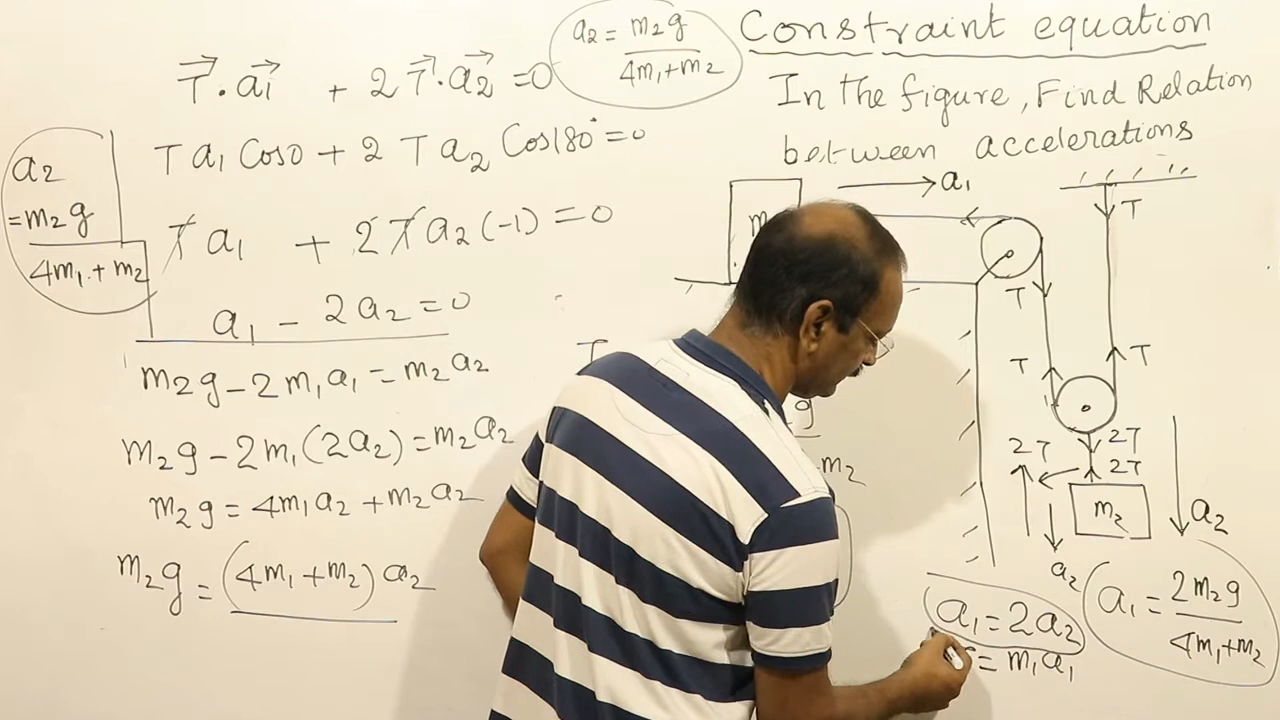 Constraint equation
In the figure, Find Relation
between accelerations
a₂ = m₂g / 4m₁+m₂
T⃗·a⃗₁ + 2T⃗·a⃗₂ = 0
T a₁ Cos0 + 2 T a₂ Cos180° = 0
T a₁ + 2T a₂ (-1) = 0
a₁ - 2a₂ = 0
m₂g - 2m₁a₁ = m₂a₂
m₂g - 2m₁(2a₂) = m₂a₂
m₂g = 4m₁a₂ + m₂a₂
m₂g = (4m₁+m₂) a₂
a₂
= m₂g
4m₁+m₂
a₁
T
T
T
T
T
g
m₂
2T
2T
2T
m₂
a₂
a₂
a₁ = 2a₂
= m₁a₁
a₁ = 2m₂g / 4m₁+m₂